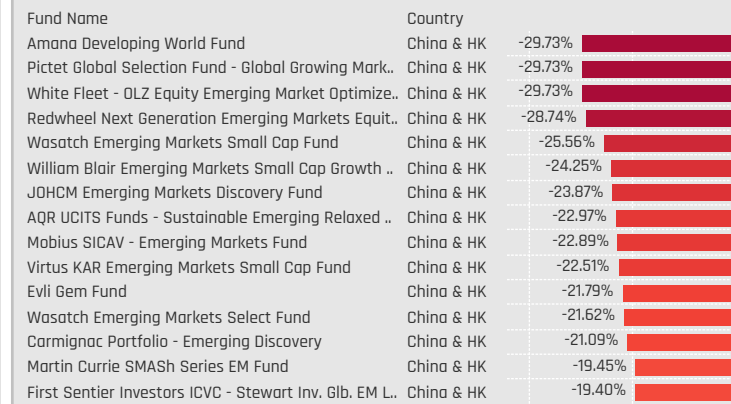 Fund Name Country
Amana Developing World Fund China & HK -29.73%
Pictet Global Selection Fund - Global Growing Mark.. China & HK -29.73%
White Fleet - OLZ Equity Emerging Market Optimize.. China & HK -29.73%
Redwheel Next Generation Emerging Markets Equit.. China & HK -28.74%
Wasatch Emerging Markets Small Cap Fund China & HK -25.56%
William Blair Emerging Markets Small Cap Growth .. China & HK -24.25%
JOHCM Emerging Markets Discovery Fund China & HK -23.87%
AQR UCITS Funds - Sustainable Emerging Relaxed .. China & HK -22.97%
Mobius SICAV - Emerging Markets Fund China & HK -22.89%
Virtus KAR Emerging Markets Small Cap Fund China & HK -22.51%
Evli Gem Fund China & HK -21.79%
Wasatch Emerging Markets Select Fund China & HK -21.62%
Carmignac Portfolio - Emerging Discovery China & HK -21.09%
Martin Currie SMASh Series EM Fund China & HK -19.45%
First Sentier Investors ICVC - Stewart Inv. Glb. EM L.. China & HK -19.40%